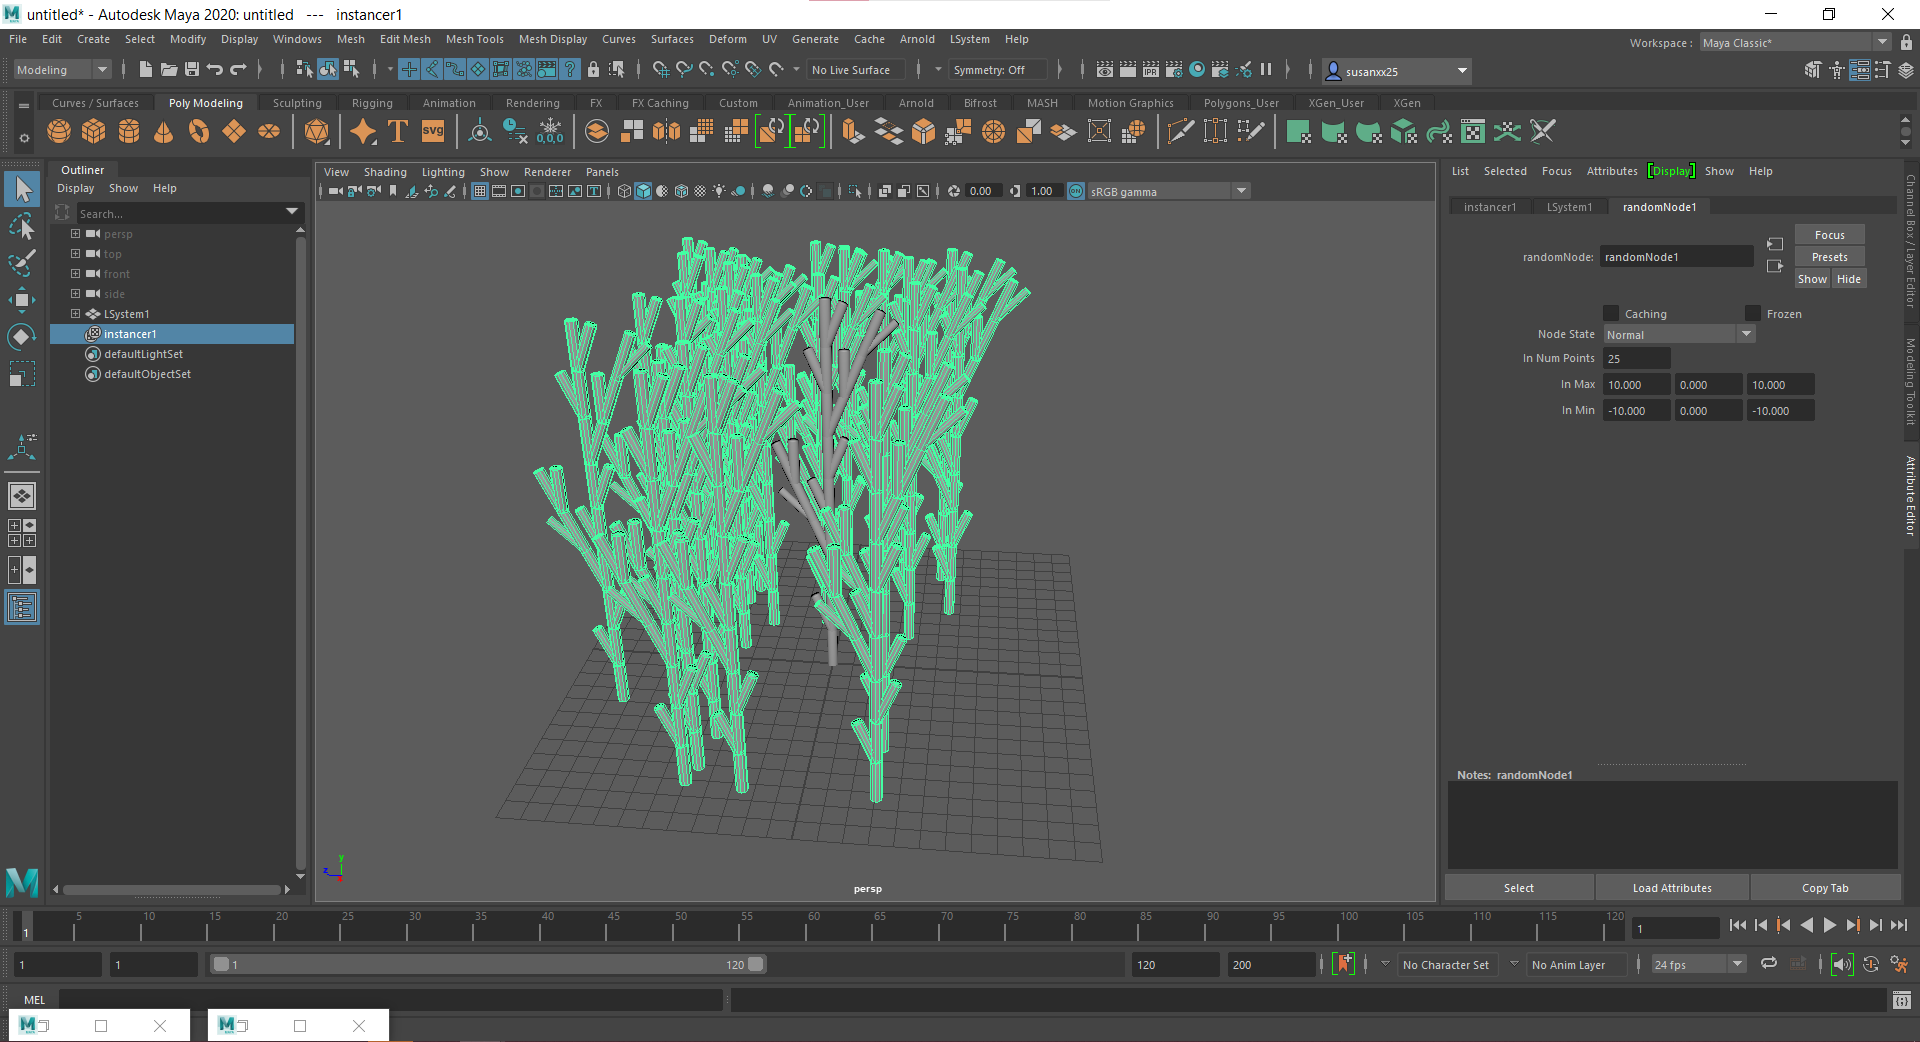 untitled* - Autodesk Maya 2020: untitled   ---   instancer1
File Edit Create Select Modify Display Windows Mesh Edit Mesh Mesh Tools Mesh Display Curves Surfaces Deform UV Generate Cache Arnold LSystem Help
Workspace : Maya Classic*
Modeling No Live Surface Symmetry: Off susanxx25
Curves / Surfaces Poly Modeling Sculpting Rigging Animation Rendering FX FX Caching Custom Animation_User Arnold Bifrost MASH Motion Graphics Polygons_User XGen_User XGen
IPR
T SVG 0,0,0
Outliner
Display Show Help
Search...
persp
top
front
side
LSystem1
instancer1
defaultLightSet
defaultObjectSet
View Shading Lighting Show Renderer Panels
0.00 1.00 ON sRGB gamma
y
z
x
persp
List Selected Focus Attributes [Display] Show Help
instancer1 LSystem1 randomNode1
randomNode: randomNode1
Focus
Presets
Show Hide
Caching Frozen
Node State Normal
In Num Points 25
In Max 10.000 0.000 10.000
In Min -10.000 0.000 -10.000
Notes: randomNode1
Select Load Attributes Copy Tab
Channel Box / Layer Editor
Modeling Toolkit
Attribute Editor
5 10 15 20 25 30 35 40 45 50 55 60 65 70 75 80 85 90 95 100 105 110 115 120
1 1
1 1 1 120 120 200 No Character Set No Anim Layer 24 fps
MEL